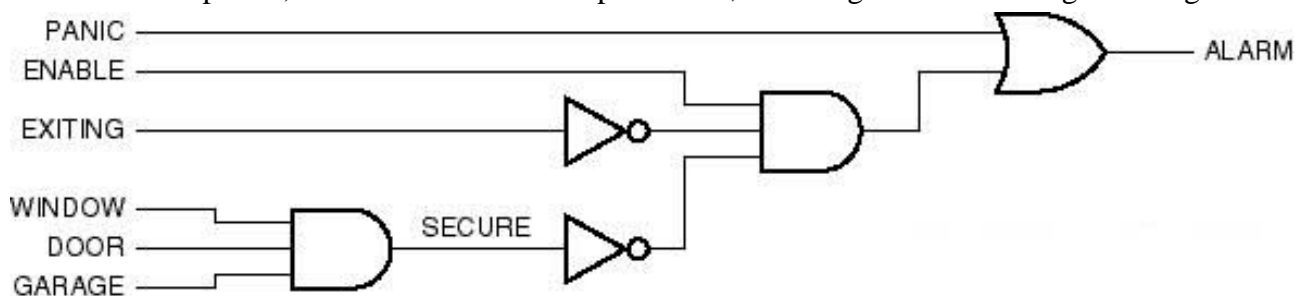 PANIC
ENABLE
EXITING
WINDOW
DOOR
GARAGE
SECURE
ALARM